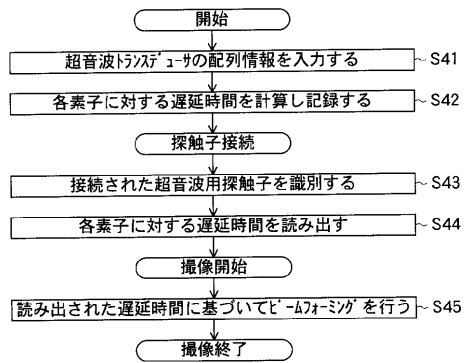 開始
超音波ﾄﾗﾝｽﾃﾞｭｰｻの配列情報を入力する S41
各素子に対する遅延時間を計算し記録する S42
探触子接続
接続された超音波用探触子を識別する S43
各素子に対する遅延時間を読み出す S44
撮像開始
読み出された遅延時間に基づいてﾋﾞｰﾑﾌｫｰﾐﾝｸﾞを行う S45
撮像終了